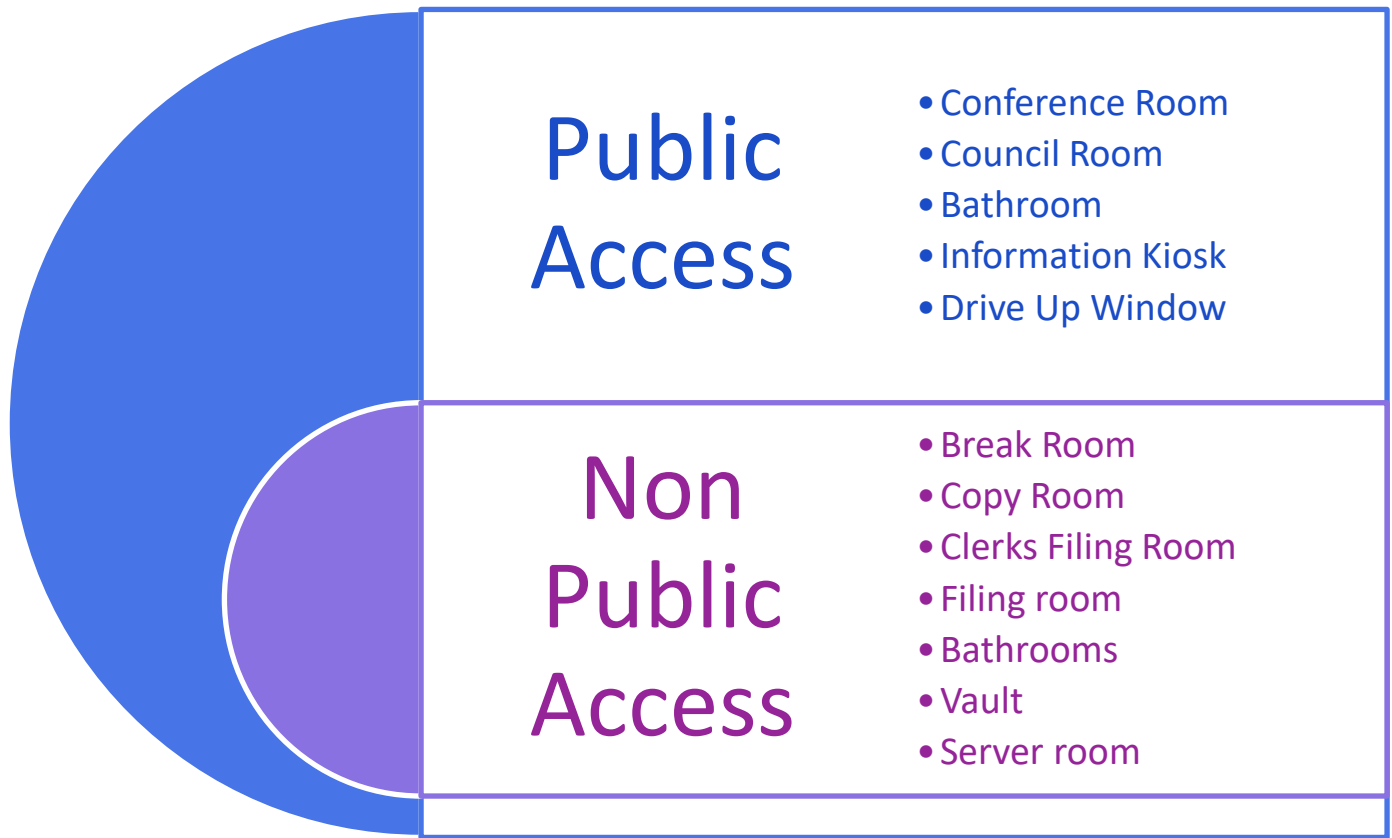 Public
Access
• Conference Room
• Council Room
• Bathroom
• Information Kiosk
• Drive Up Window
Non
Public
Access
• Break Room
• Copy Room
• Clerks Filing Room
• Filing room
• Bathrooms
• Vault
• Server room